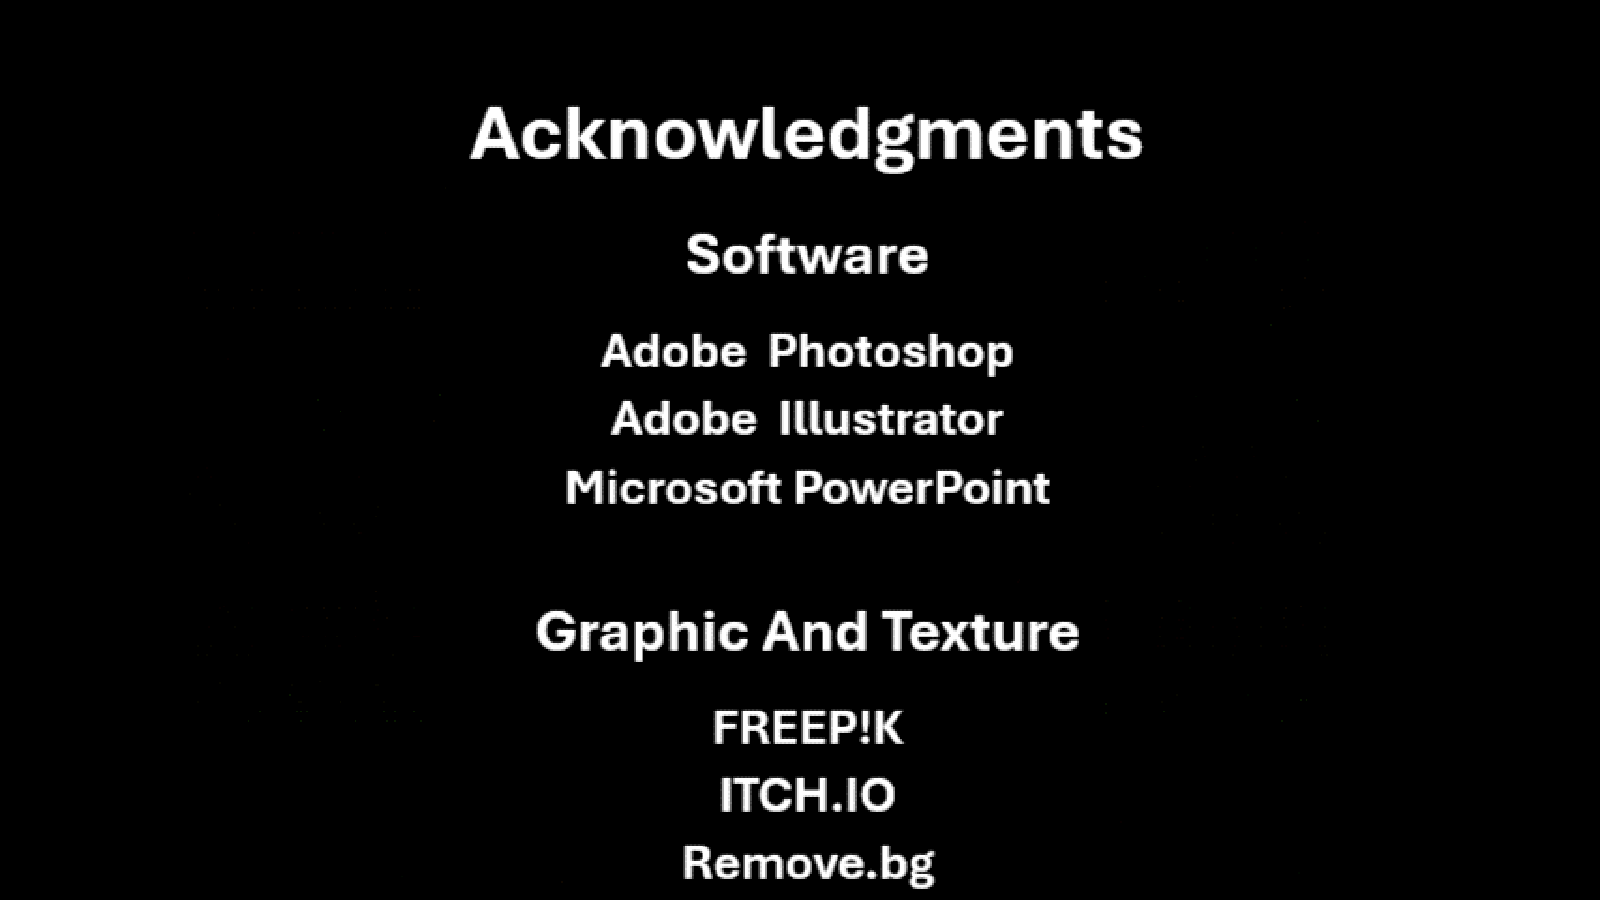 Acknowledgments
Software
Adobe Photoshop
Adobe Illustrator
Microsoft PowerPoint
Graphic And Texture
FREEP!K
ITCH.IO
Remove.bg